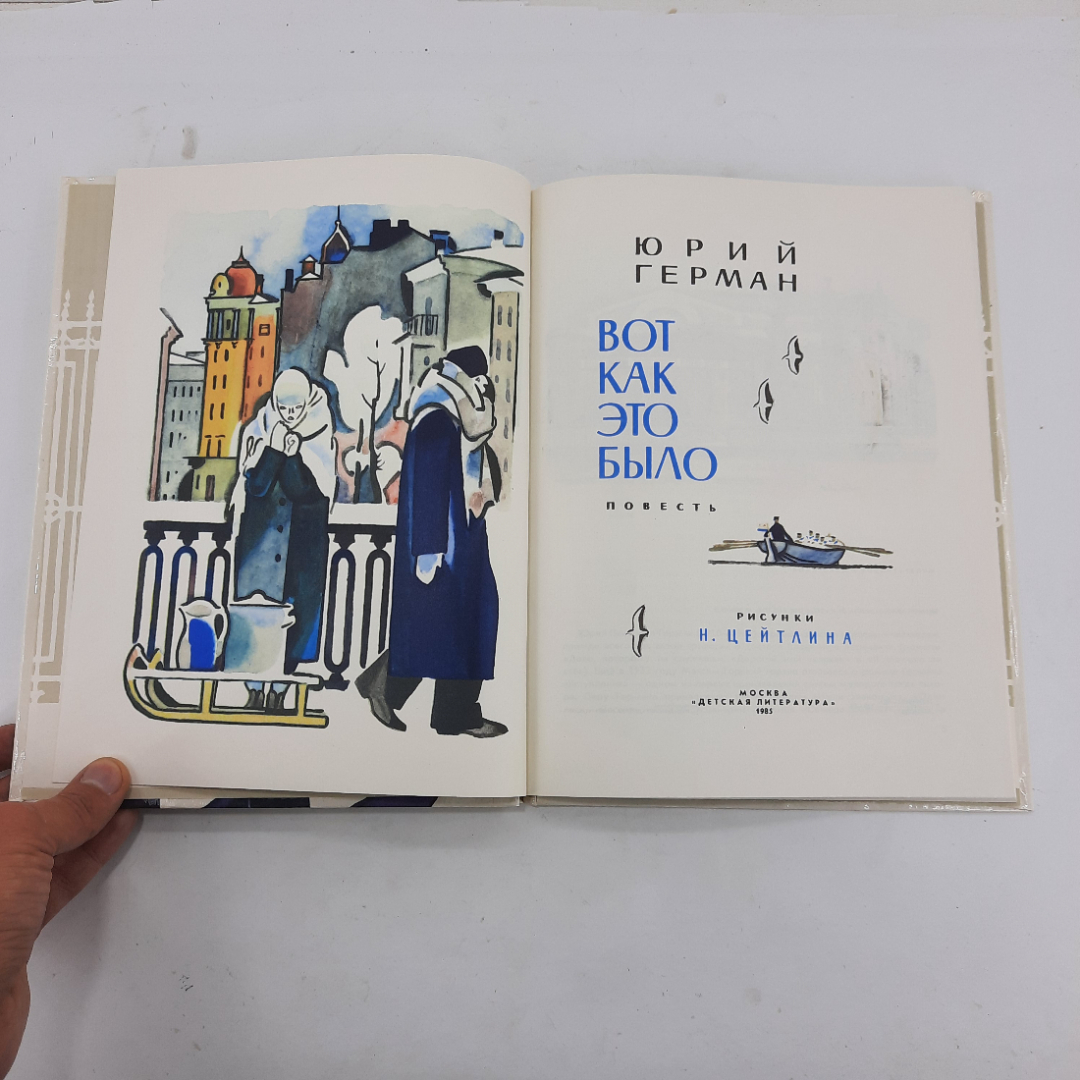 ЮРИЙ
ГЕРМАН
ВОТ
КАК
ЭТО
БЫЛО
ПОВЕСТЬ
РИСУНКИ
Н. ЦЕЙТЛИНА
МОСКВА
«ДЕТСКАЯ ЛИТЕРАТУРА»
1985